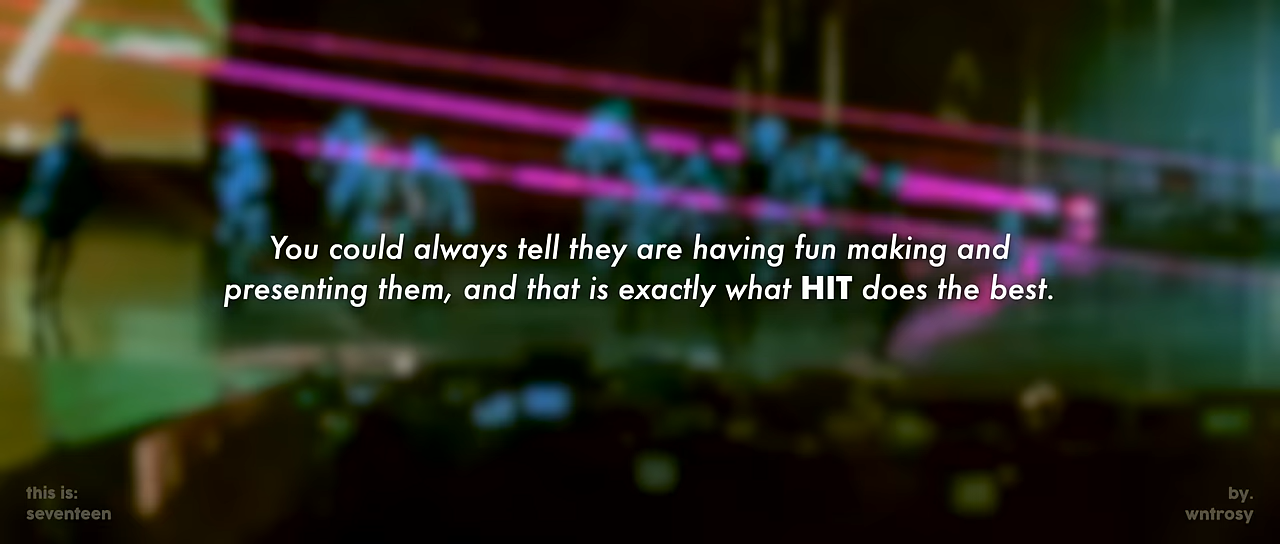 You could always tell they are having fun making and
presenting them, and that is exactly what HIT does the best.
this is:
seventeen
by.
wntrosy